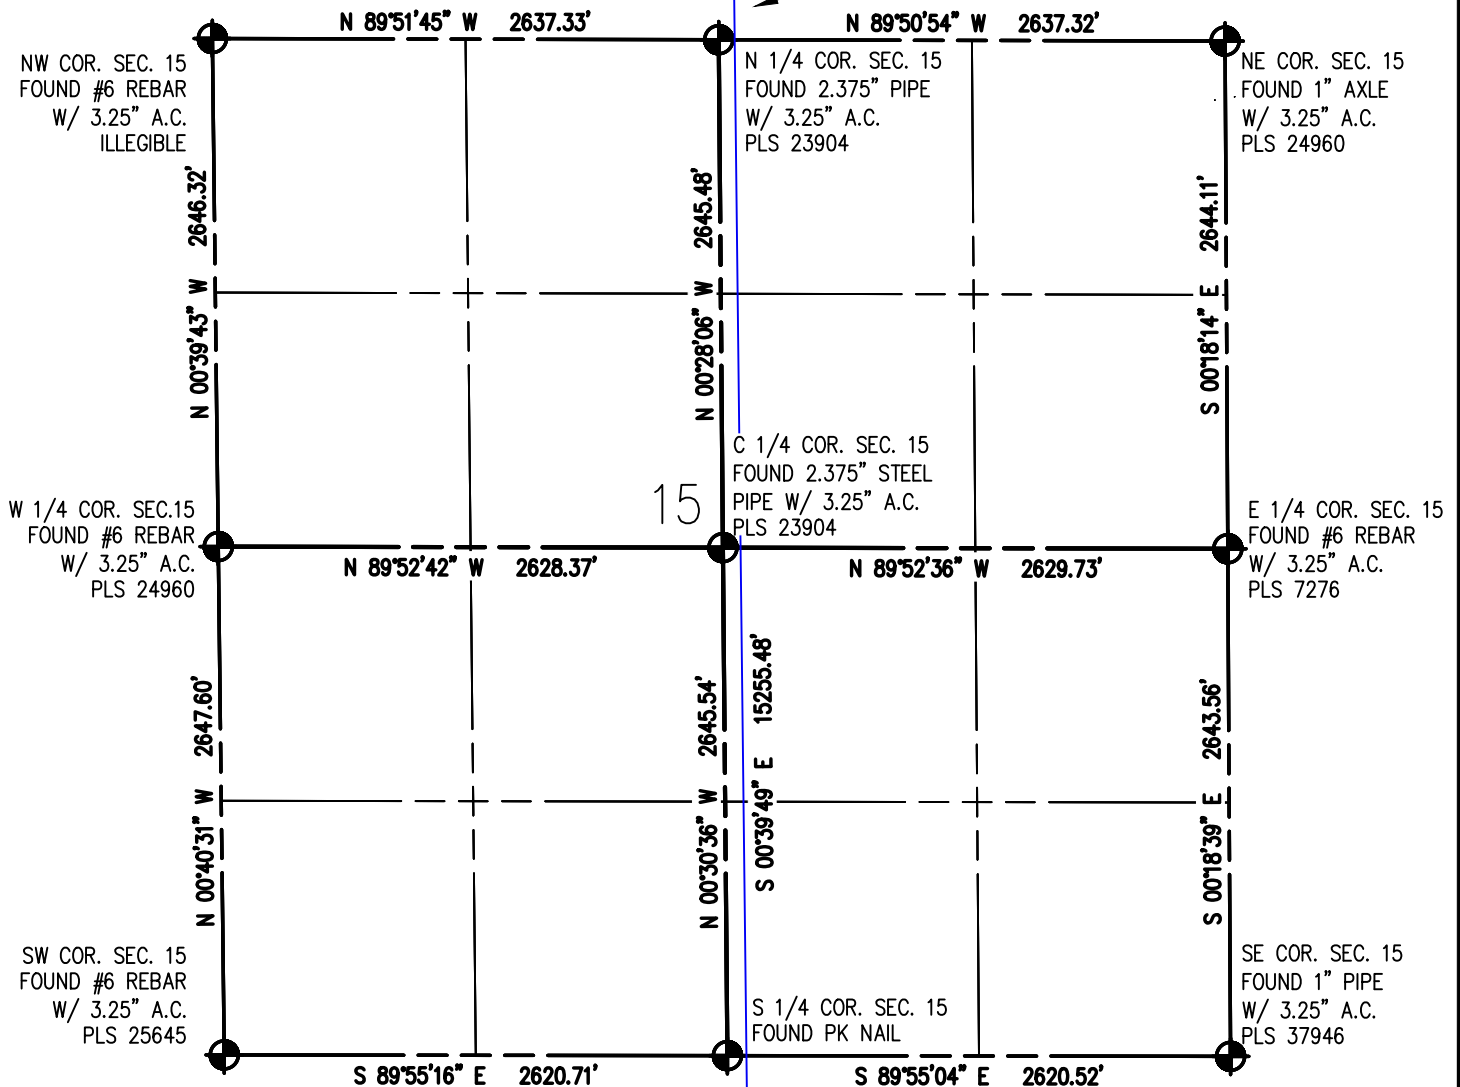 N 89°51'45" W 2637.33'
N 89°50'54" W 2637.32'
NW COR. SEC. 15
FOUND #6 REBAR
W/ 3.25" A.C.
ILLEGIBLE
N 1/4 COR. SEC. 15
FOUND 2.375" PIPE
W/ 3.25" A.C.
PLS 23904
NE COR. SEC. 15
FOUND 1" AXLE
W/ 3.25" A.C.
PLS 24960
N 00°39'43" W 2646.32'
N 00°28'06" W 2645.48'
S 00°18'14" E 2644.11'
C 1/4 COR. SEC. 15
FOUND 2.375" STEEL
PIPE W/ 3.25" A.C.
PLS 23904
15
W 1/4 COR. SEC.15
FOUND #6 REBAR
W/ 3.25" A.C.
PLS 24960
E 1/4 COR. SEC. 15
FOUND #6 REBAR
W/ 3.25" A.C.
PLS 7276
N 89°52'42" W 2628.37'
N 89°52'36" W 2629.73'
N 00°40'31" W 2647.60'
N 00°30'36" W 2645.54'
S 00°39'49" E 15255.48'
S 00°18'39" E 2643.56'
SW COR. SEC. 15
FOUND #6 REBAR
W/ 3.25" A.C.
PLS 25645
S 1/4 COR. SEC. 15
FOUND PK NAIL
SE COR. SEC. 15
FOUND 1" PIPE
W/ 3.25" A.C.
PLS 37946
S 89°55'16" E 2620.71'
S 89°55'04" E 2620.52'